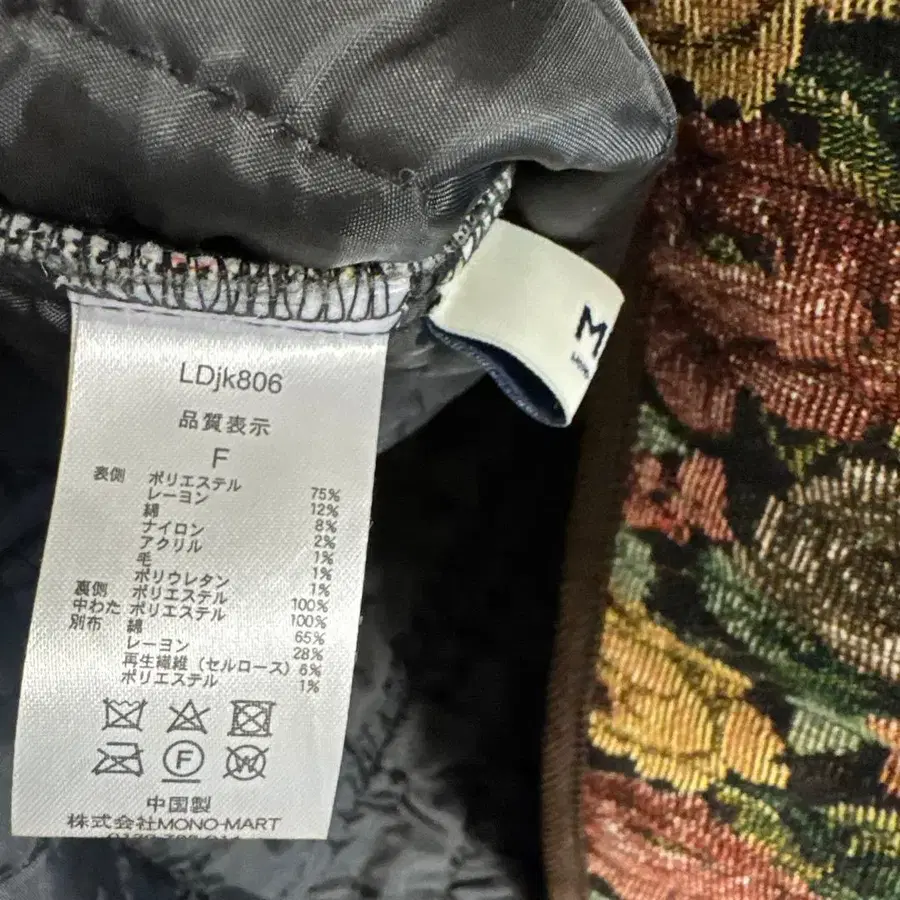 LDjk806
品質表示
F
表側 ポリエステル 75%
レーヨン 12%
綿 8%
ナイロン 2%
アクリル 1%
毛 1%
ポリウレタン 1%
裏側 ポリエステル 100%
中わた ポリエステル 100%
別布 綿 65%
レーヨン 28%
再生繊維(セルロース) 6%
ポリエステル 1%
F W
中国製
株式会社MONO-MART
M